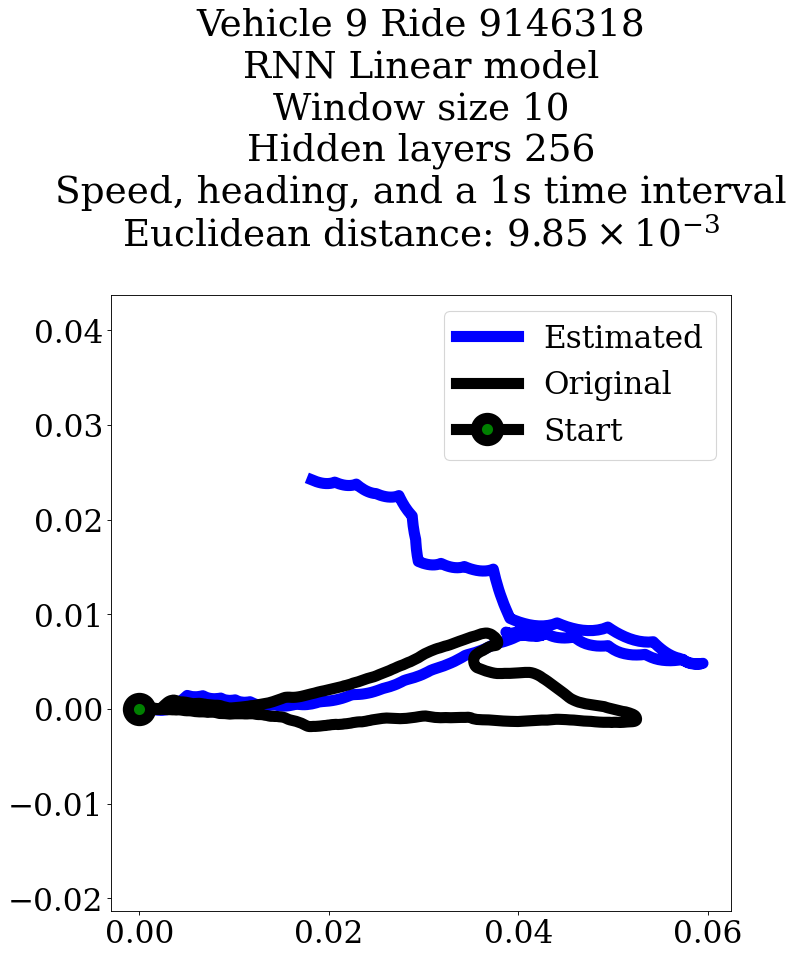 Vehicle 9 Ride 9146318
RNN Linear model
Window size 10
Hidden layers 256
Speed, heading, and a 1s time interval
Euclidean distance: 9.85 × 10⁻³
Estimated
Original
Start
0.04
0.03
0.02
0.01
0.00
−0.01
−0.02
0.00 0.02 0.04 0.06